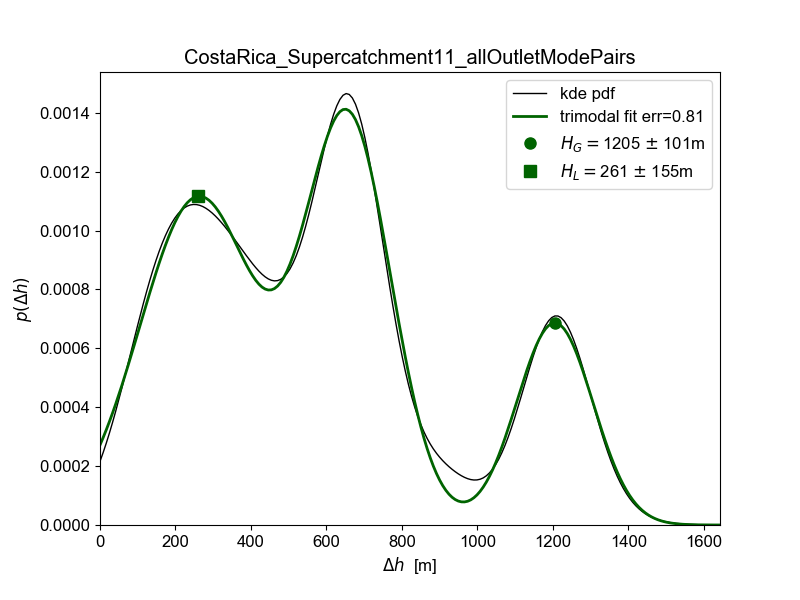 CostaRica_Supercatchment11_allOutletModePairs
kde pdf
trimodal fit err=0.81
H_G = 1205 ± 101m
H_L = 261 ± 155m
p(Δh)
0.0014
0.0012
0.0010
0.0008
0.0006
0.0004
0.0002
0.0000
0 200 400 600 800 1000 1200 1400 1600
Δh [m]